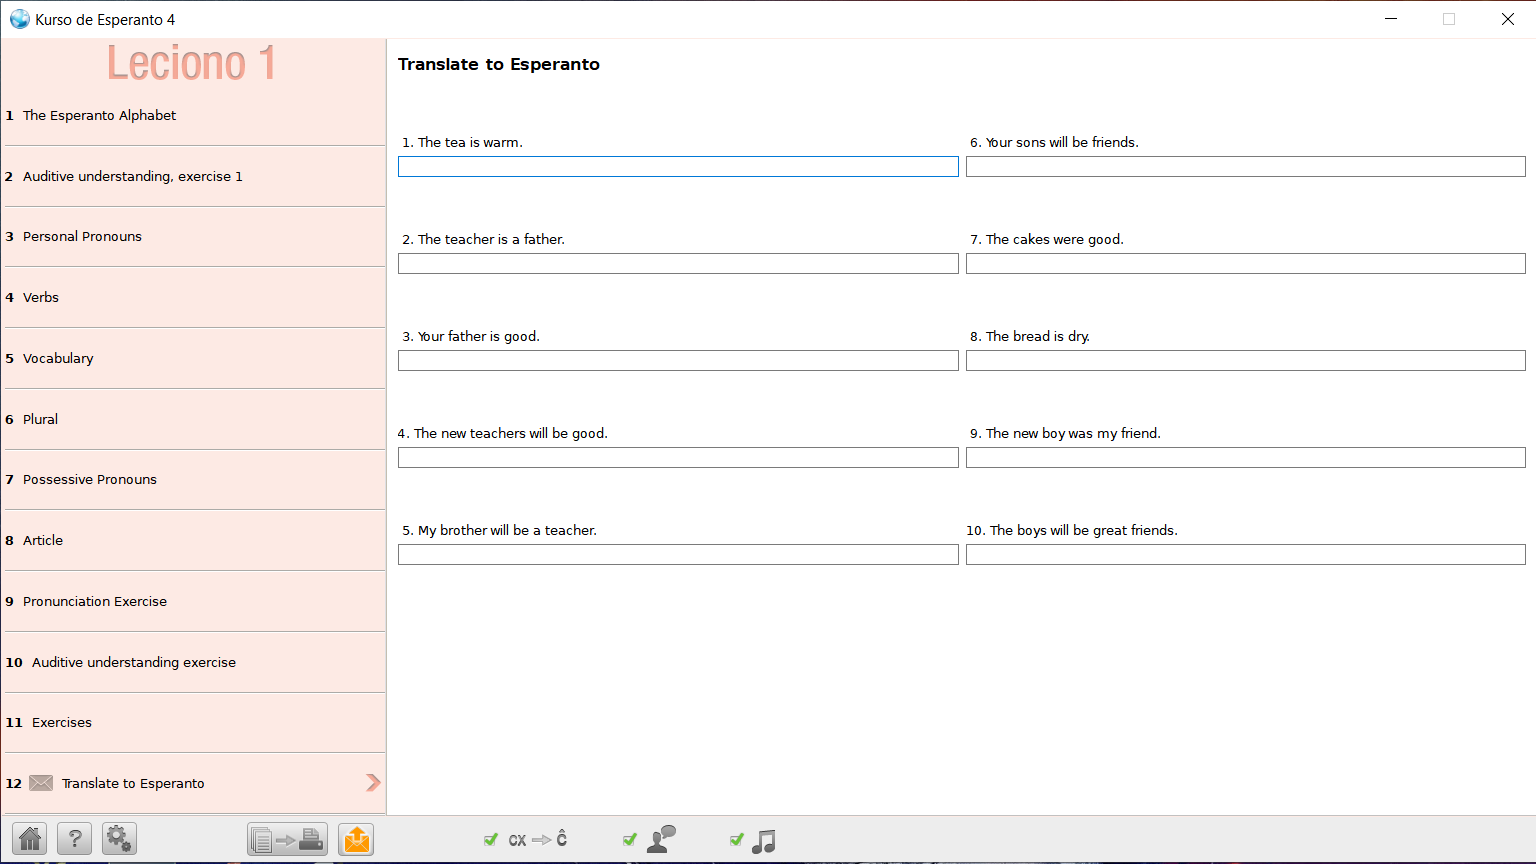 Kurso de Esperanto 4
Leciono 1
1 The Esperanto Alphabet
2 Auditive understanding, exercise 1
3 Personal Pronouns
4 Verbs
5 Vocabulary
6 Plural
7 Possessive Pronouns
8 Article
9 Pronunciation Exercise
10 Auditive understanding exercise
11 Exercises
12 Translate to Esperanto
Translate to Esperanto
1. The tea is warm.
2. The teacher is a father.
3. Your father is good.
4. The new teachers will be good.
5. My brother will be a teacher.
6. Your sons will be friends.
7. The cakes were good.
8. The bread is dry.
9. The new boy was my friend.
10. The boys will be great friends.
?
cx Ĉ